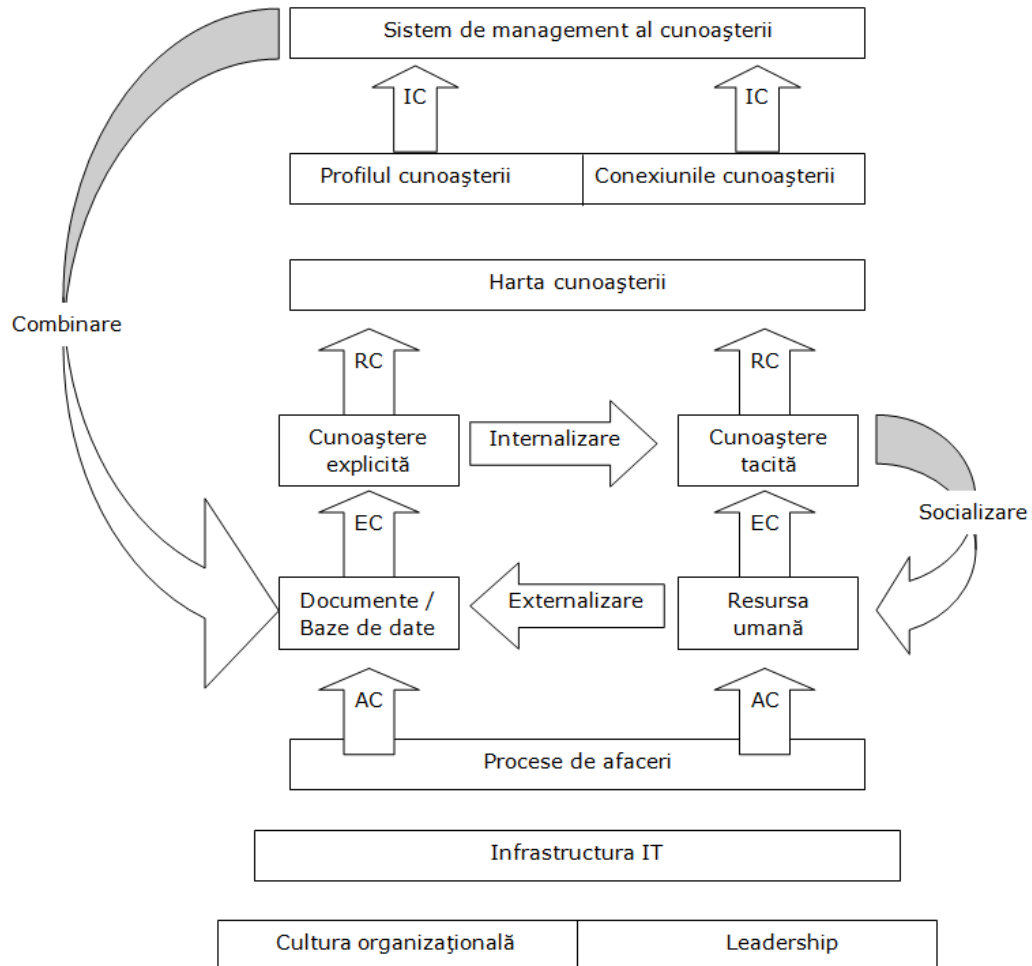 Sistem de management al cunoaşterii
IC
IC
Profilul cunoaşterii
Conexiunile cunoaşterii
Harta cunoaşterii
Combinare
RC
RC
Cunoaştere
explicită
Internalizare
Cunoaştere
tacită
Socializare
EC
EC
Documente /
Baze de date
Externalizare
Resursa
umană
AC
AC
Procese de afaceri
Infrastructura IT
Cultura organizaţională
Leadership